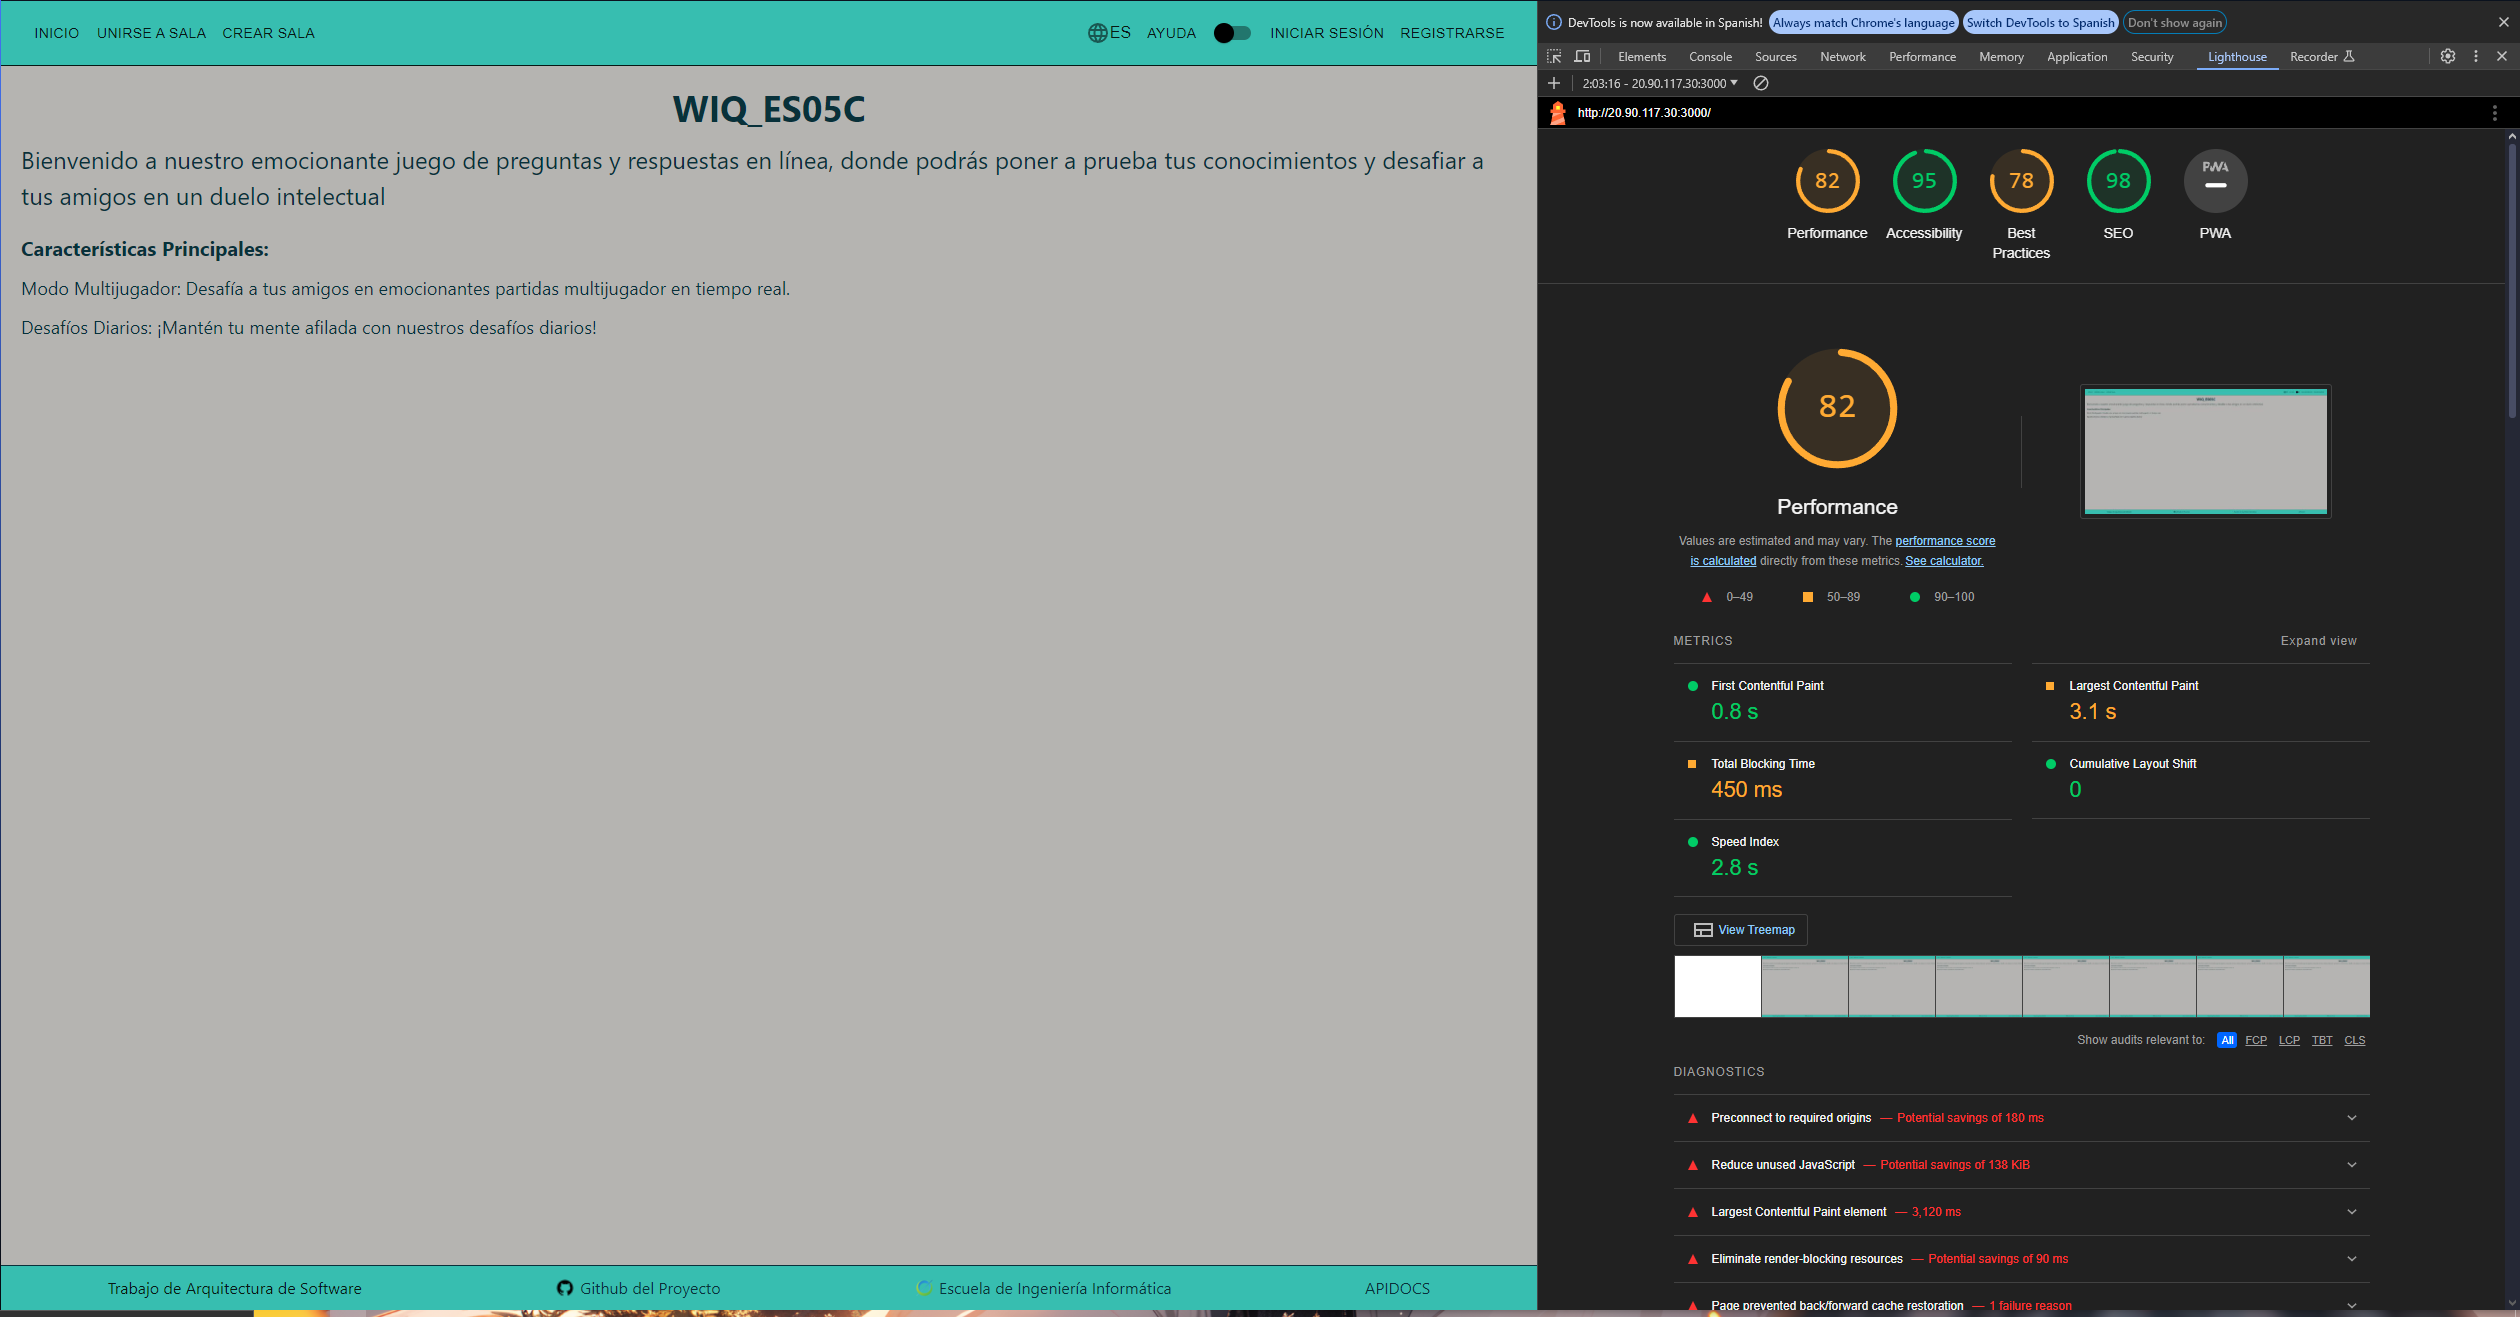 INICIO UNIRSE A SALA CREAR SALA ES AYUDA INICIAR SESIÓN REGISTRARSE
WIQ_ES05C
Bienvenido a nuestro emocionante juego de preguntas y respuestas en línea, donde podrás poner a prueba tus conocimientos y desafiar a
tus amigos en un duelo intelectual
Características Principales:
Modo Multijugador: Desafía a tus amigos en emocionantes partidas multijugador en tiempo real.
Desafíos Diarios: ¡Mantén tu mente afilada con nuestros desafíos diarios!
Trabajo de Arquitectura de Software Github del Proyecto Escuela de Ingeniería Informática APIDOCS
DevTools is now available in Spanish! Always match Chrome's language Switch DevTools to Spanish Don't show again
Elements Console Sources Network Performance Memory Application Security Lighthouse Recorder
2:03:16 - 20.90.117.30:3000
http://20.90.117.30:3000/
82 95 78 98 PWA
Performance Accessibility Best SEO PWA
Practices
82
Performance
Values are estimated and may vary. The performance score
is calculated directly from these metrics. See calculator.
0–49 50–89 90–100
METRICS Expand view
First Contentful Paint Largest Contentful Paint
0.8 s 3.1 s
Total Blocking Time Cumulative Layout Shift
450 ms 0
Speed Index
2.8 s
View Treemap
Show audits relevant to: All FCP LCP TBT CLS
DIAGNOSTICS
Preconnect to required origins — Potential savings of 180 ms
Reduce unused JavaScript — Potential savings of 138 KiB
Largest Contentful Paint element — 3,120 ms
Eliminate render-blocking resources — Potential savings of 90 ms
Page prevented back/forward cache restoration — 1 failure reason